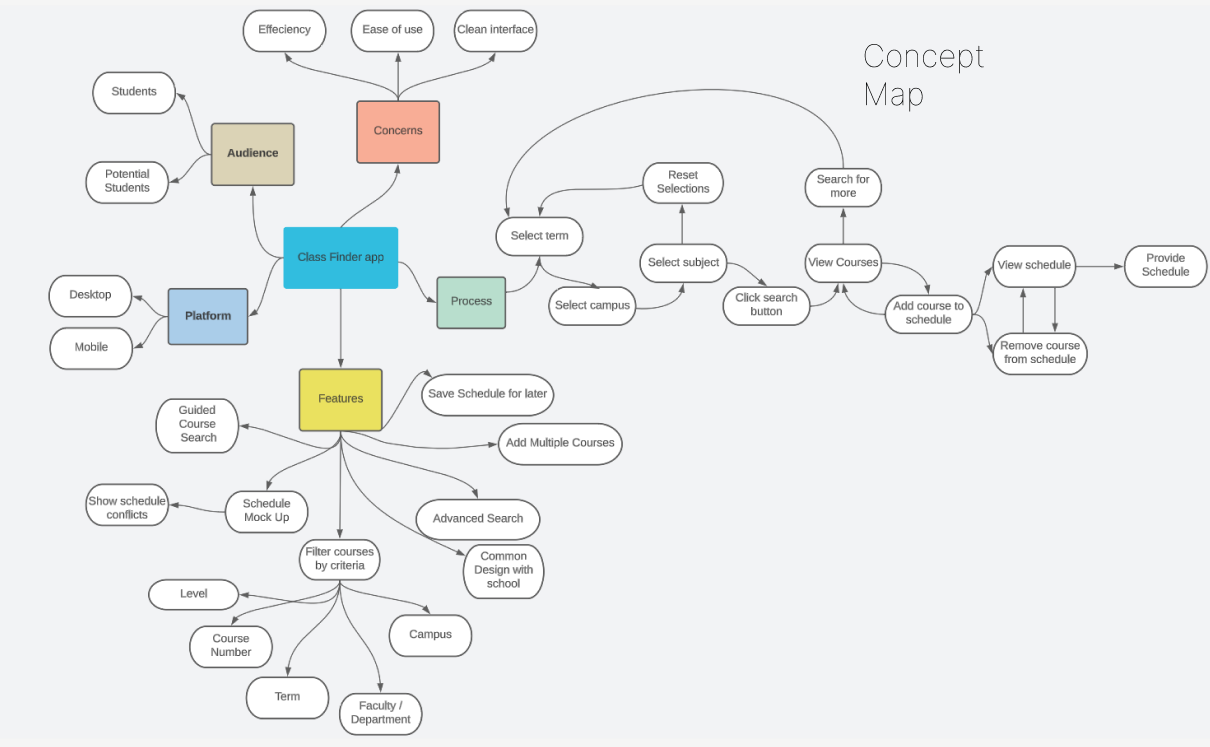 Concept
Map
Effeciency
Ease of use
Clean interface
Students
Concerns
Audience
Potential
Students
Class Finder app
Desktop
Platform
Mobile
Process
Select term
Reset
Selections
Select campus
Select subject
Click search
button
Search for
more
View Courses
Add course to
schedule
View schedule
Provide
Schedule
Remove course
from schedule
Features
Save Schedule for later
Add Multiple Courses
Guided
Course
Search
Show schedule
conflicts
Schedule
Mock Up
Advanced Search
Filter courses
by criteria
Common
Design with
school
Level
Course
Number
Campus
Term
Faculty /
Department